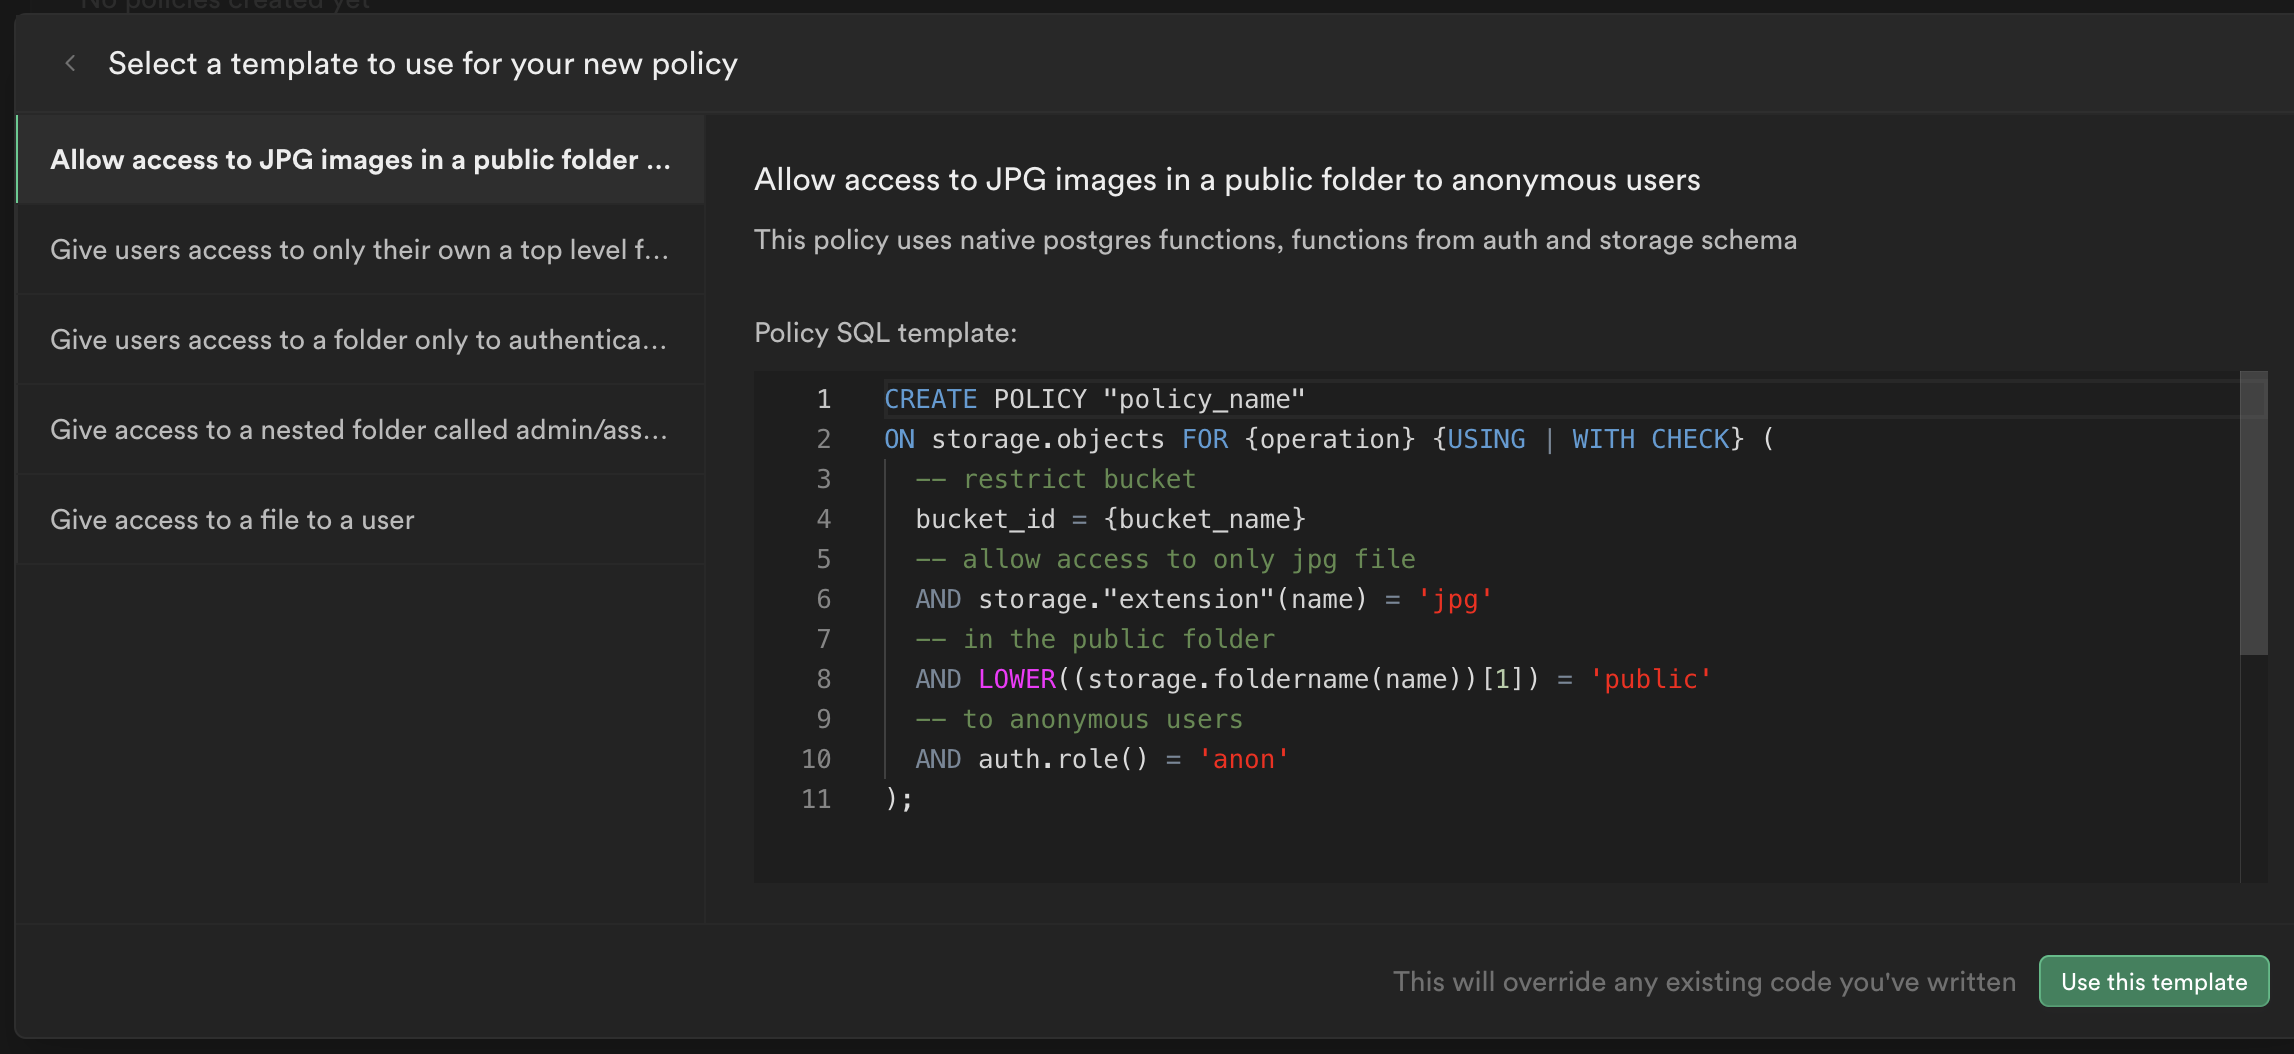 No policies created yet
Select a template to use for your new policy
Allow access to JPG images in a public folder ...
Give users access to only their own a top level f...
Give users access to a folder only to authentica...
Give access to a nested folder called admin/ass...
Give access to a file to a user
Allow access to JPG images in a public folder to anonymous users
This policy uses native postgres functions, functions from auth and storage schema
Policy SQL template:
1 CREATE POLICY "policy_name"
2 ON storage.objects FOR {operation} {USING | WITH CHECK} (
3 -- restrict bucket
4 bucket_id = {bucket_name}
5 -- allow access to only jpg file
6 AND storage."extension"(name) = 'jpg'
7 -- in the public folder
8 AND LOWER((storage.foldername(name))[1]) = 'public'
9 -- to anonymous users
10 AND auth.role() = 'anon'
11 );
This will override any existing code you've written
Use this template